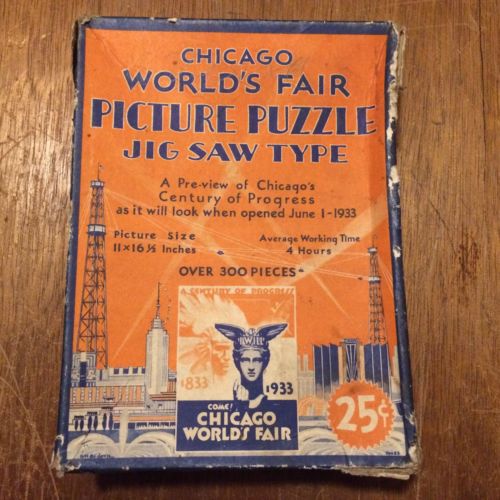 CHICAGO
WORLD'S FAIR
PICTURE PUZZLE
JIG SAW TYPE
A Pre-view of Chicago's
Century of Progress
as it will look when opened June 1-1933
Picture Size
11x16½ Inches
Average Working Time
4 Hours
OVER 300 PIECES
A CENTURY OF PROGRESS
I WILL
1833
1933
COME!
CHICAGO
WORLD'S FAIR
25¢